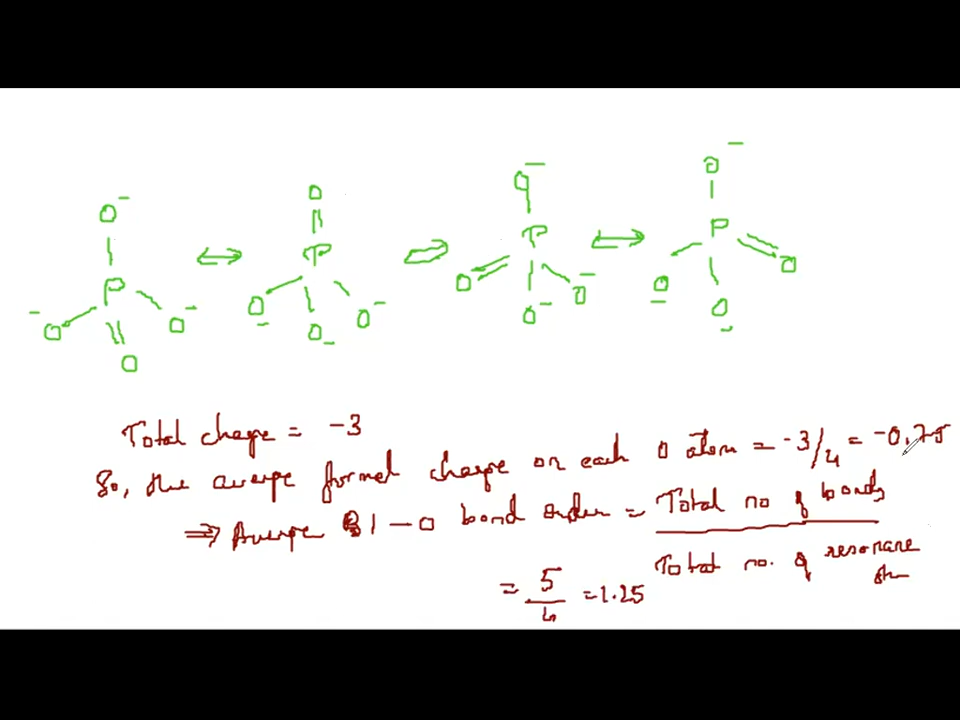 O⁻ O O⁻ O⁻
P ↔ P ⇒ P ↔ P
⁻O O⁻ O O⁻ O⁻ O⁻ O O⁻ O⁻ O⁻ O O⁻
Total charge = -3
So, the average formal charge on each O atom = -3/4 = -0.75
⇒ Average 1 - O bond order = Total no of bonds
Total no. of resonance
= 5/4 = 1.25